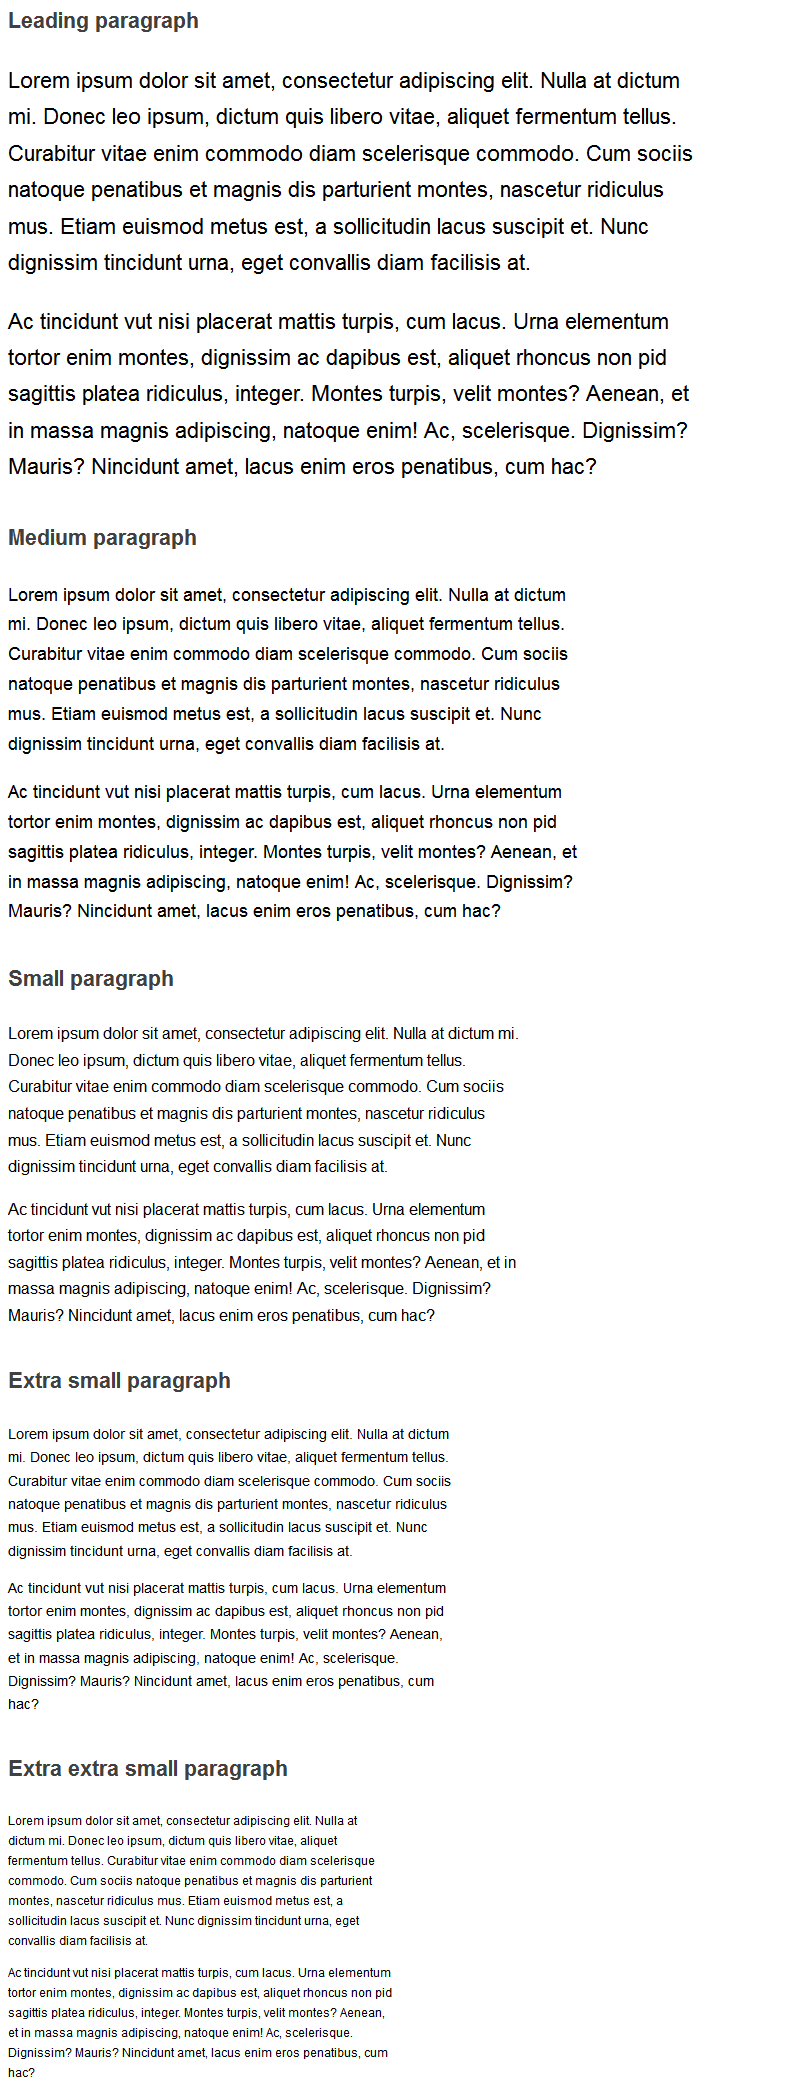 Leading paragraph
Lorem ipsum dolor sit amet, consectetur adipiscing elit. Nulla at dictum
mi. Donec leo ipsum, dictum quis libero vitae, aliquet fermentum tellus.
Curabitur vitae enim commodo diam scelerisque commodo. Cum sociis
natoque penatibus et magnis dis parturient montes, nascetur ridiculus
mus. Etiam euismod metus est, a sollicitudin lacus suscipit et. Nunc
dignissim tincidunt urna, eget convallis diam facilisis at.
Ac tincidunt vut nisi placerat mattis turpis, cum lacus. Urna elementum
tortor enim montes, dignissim ac dapibus est, aliquet rhoncus non pid
sagittis platea ridiculus, integer. Montes turpis, velit montes? Aenean, et
in massa magnis adipiscing, natoque enim! Ac, scelerisque. Dignissim?
Mauris? Nincidunt amet, lacus enim eros penatibus, cum hac?
Medium paragraph
Lorem ipsum dolor sit amet, consectetur adipiscing elit. Nulla at dictum
mi. Donec leo ipsum, dictum quis libero vitae, aliquet fermentum tellus.
Curabitur vitae enim commodo diam scelerisque commodo. Cum sociis
natoque penatibus et magnis dis parturient montes, nascetur ridiculus
mus. Etiam euismod metus est, a sollicitudin lacus suscipit et. Nunc
dignissim tincidunt urna, eget convallis diam facilisis at.
Ac tincidunt vut nisi placerat mattis turpis, cum lacus. Urna elementum
tortor enim montes, dignissim ac dapibus est, aliquet rhoncus non pid
sagittis platea ridiculus, integer. Montes turpis, velit montes? Aenean, et
in massa magnis adipiscing, natoque enim! Ac, scelerisque. Dignissim?
Mauris? Nincidunt amet, lacus enim eros penatibus, cum hac?
Small paragraph
Lorem ipsum dolor sit amet, consectetur adipiscing elit. Nulla at dictum mi.
Donec leo ipsum, dictum quis libero vitae, aliquet fermentum tellus.
Curabitur vitae enim commodo diam scelerisque commodo. Cum sociis
natoque penatibus et magnis dis parturient montes, nascetur ridiculus
mus. Etiam euismod metus est, a sollicitudin lacus suscipit et. Nunc
dignissim tincidunt urna, eget convallis diam facilisis at.
Ac tincidunt vut nisi placerat mattis turpis, cum lacus. Urna elementum
tortor enim montes, dignissim ac dapibus est, aliquet rhoncus non pid
sagittis platea ridiculus, integer. Montes turpis, velit montes? Aenean, et in
massa magnis adipiscing, natoque enim! Ac, scelerisque. Dignissim?
Mauris? Nincidunt amet, lacus enim eros penatibus, cum hac?
Extra small paragraph
Lorem ipsum dolor sit amet, consectetur adipiscing elit. Nulla at dictum
mi. Donec leo ipsum, dictum quis libero vitae, aliquet fermentum tellus.
Curabitur vitae enim commodo diam scelerisque commodo. Cum sociis
natoque penatibus et magnis dis parturient montes, nascetur ridiculus
mus. Etiam euismod metus est, a sollicitudin lacus suscipit et. Nunc
dignissim tincidunt urna, eget convallis diam facilisis at.
Ac tincidunt vut nisi placerat mattis turpis, cum lacus. Urna elementum
tortor enim montes, dignissim ac dapibus est, aliquet rhoncus non pid
sagittis platea ridiculus, integer. Montes turpis, velit montes? Aenean,
et in massa magnis adipiscing, natoque enim! Ac, scelerisque.
Dignissim? Mauris? Nincidunt amet, lacus enim eros penatibus, cum
hac?
Extra extra small paragraph
Lorem ipsum dolor sit amet, consectetur adipiscing elit. Nulla at
dictum mi. Donec leo ipsum, dictum quis libero vitae, aliquet
fermentum tellus. Curabitur vitae enim commodo diam scelerisque
commodo. Cum sociis natoque penatibus et magnis dis parturient
montes, nascetur ridiculus mus. Etiam euismod metus est, a
sollicitudin lacus suscipit et. Nunc dignissim tincidunt urna, eget
convallis diam facilisis at.
Ac tincidunt vut nisi placerat mattis turpis, cum lacus. Urna elementum
tortor enim montes, dignissim ac dapibus est, aliquet rhoncus non pid
sagittis platea ridiculus, integer. Montes turpis, velit montes? Aenean,
et in massa magnis adipiscing, natoque enim! Ac, scelerisque.
Dignissim? Mauris? Nincidunt amet, lacus enim eros penatibus, cum
hac?